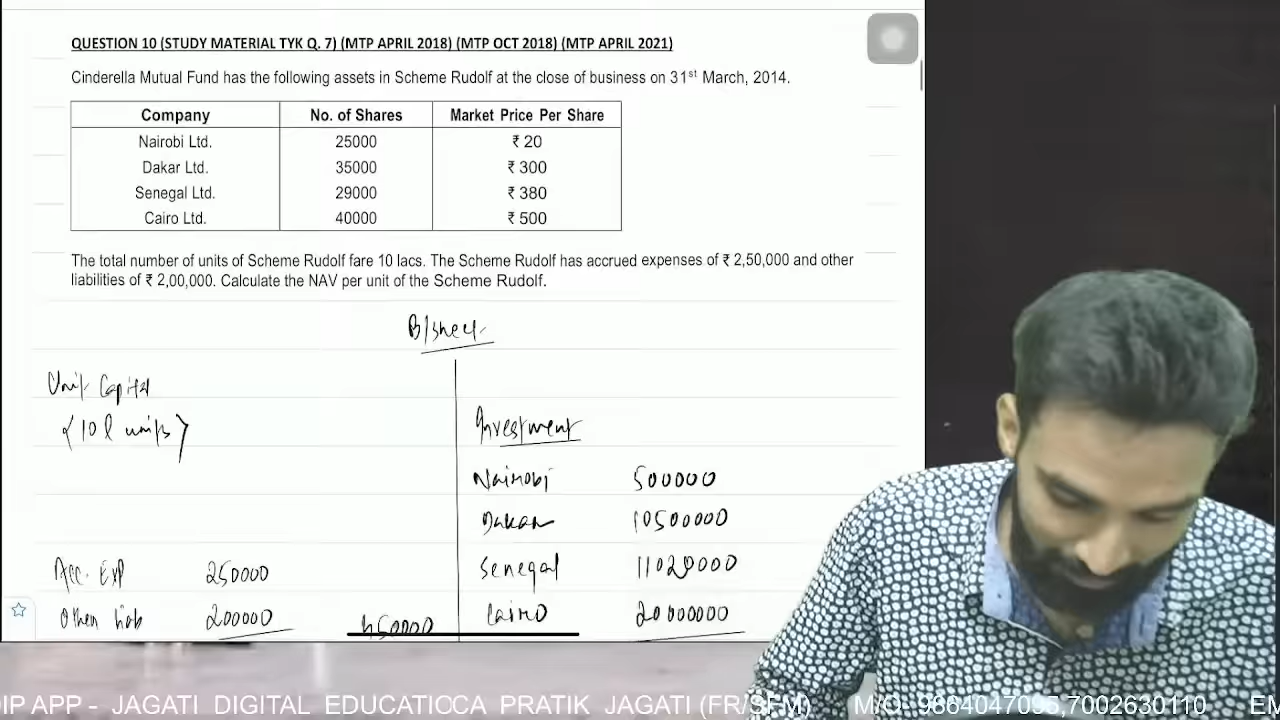 QUESTION 10 (STUDY MATERIAL TYK Q. 7) (MTP APRIL 2018) (MTP OCT 2018) (MTP APRIL 2021)
Cinderella Mutual Fund has the following assets in Scheme Rudolf at the close of business on 31st March, 2014.
Company No. of Shares Market Price Per Share
Nairobi Ltd. 25000 ₹ 20
Dakar Ltd. 35000 ₹ 300
Senegal Ltd. 29000 ₹ 380
Cairo Ltd. 40000 ₹ 500
The total number of units of Scheme Rudolf fare 10 lacs. The Scheme Rudolf has accrued expenses of ₹ 2,50,000 and other
liabilities of ₹ 2,00,000. Calculate the NAV per unit of the Scheme Rudolf.
B/sheet
Unit Capital
{10 l units}
Investment
Nairobi 500000
Dakar 10500000
Acc. Exp 250000 Senegal 11020000
Other liab 200000 450000 Cairo 20000000
DIP APP - JAGATI DIGITAL EDUCATIOCA PRATIK JAGATI (FR/SFM) M/O 9864047095,7002630110 EM